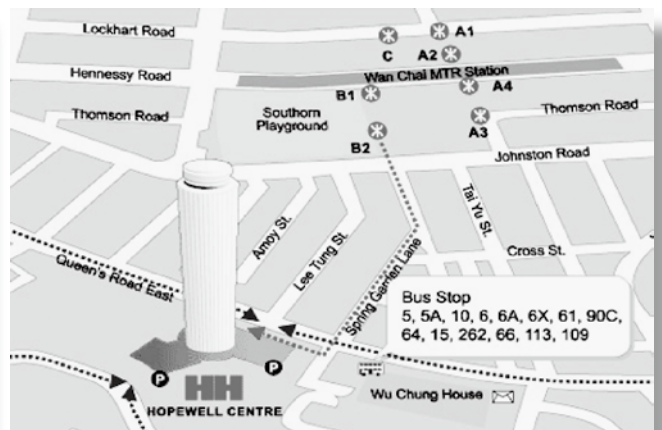 Lockhart Road
A1
C
A2
Hennessy Road
Wan Chai MTR Station
B1
A4
Thomson Road
Southorn
Playground
Thomson Road
A3
B2
Johnston Road
Amoy St.
Lee Tung St.
Tai Yu St.
Cross St.
Spring Garden Lane
Queen's Road East
Bus Stop
5, 5A, 10, 6, 6A, 6X, 61, 90C,
64, 15, 262, 66, 113, 109
P
P
HH
HOPEWELL CENTRE
Wu Chung House